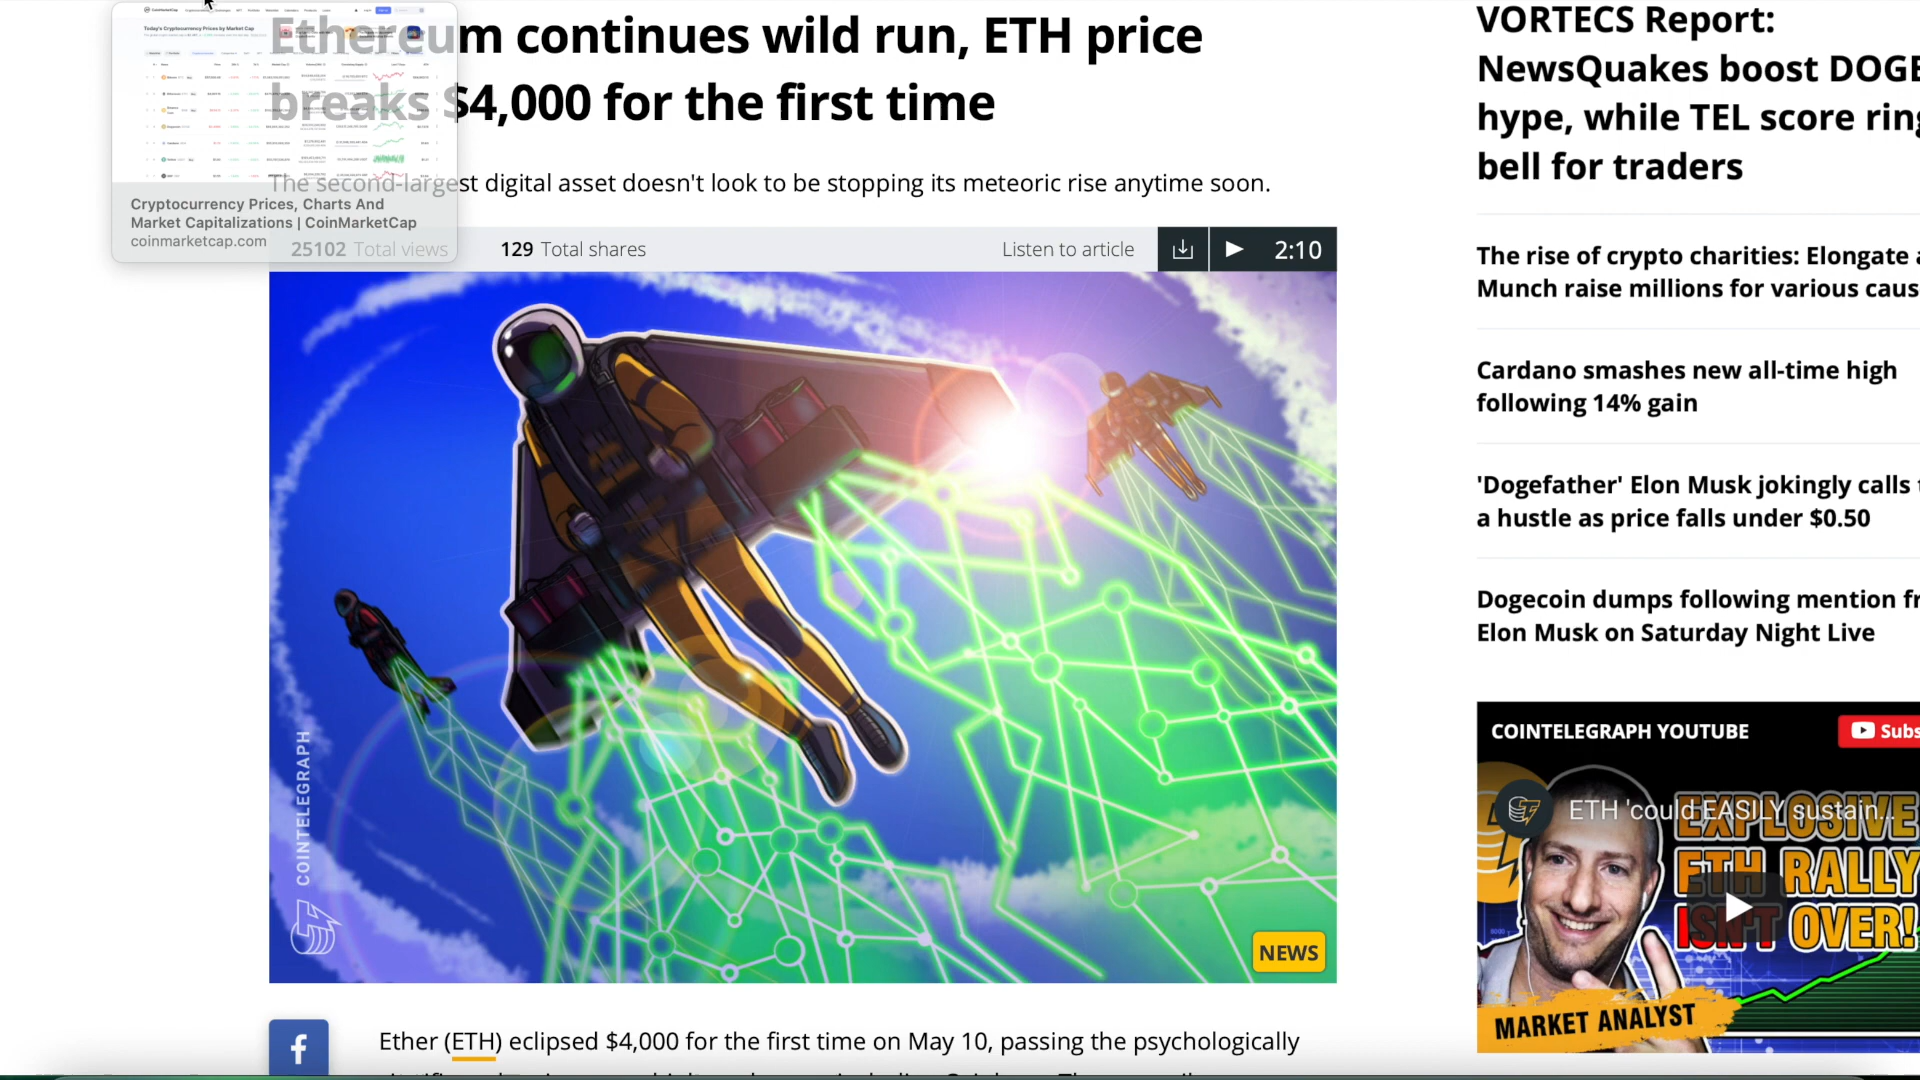 CoinMarketCap
Today's Cryptocurrency Prices by Market Cap
Cryptocurrency Prices, Charts And
Market Capitalizations | CoinMarketCap
coinmarketcap.com
Ethereum continues wild run, ETH price
breaks $4,000 for the first time
The second-largest digital asset doesn't look to be stopping its meteoric rise anytime soon.
25102 Total views
129 Total shares
Listen to article
2:10
COINTELEGRAPH
NEWS
Ether (ETH) eclipsed $4,000 for the first time on May 10, passing the psychologically
VORTECS Report:
NewsQuakes boost DOGE
hype, while TEL score ring
bell for traders
The rise of crypto charities: Elongate a
Munch raise millions for various caus
Cardano smashes new all-time high
following 14% gain
'Dogefather' Elon Musk jokingly calls t
a hustle as price falls under $0.50
Dogecoin dumps following mention fr
Elon Musk on Saturday Night Live
COINTELEGRAPH YOUTUBE
Subs
ETH 'could EASILY sustain...
EXPLOSIVE
ETH RALLY
ISN'T OVER!
MARKET ANALYST